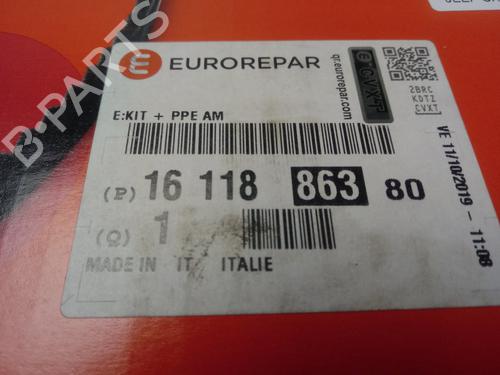 EUROREPAR
E:KIT + PPE AM
(P) 16 118 863 80
(Q) 1
MADE IN IT ITALIE
qr.eurorepar.com
CVXT
2BRC
KDTZ
CVXT
VE 11/10/2019 - 11:08
B-PARTS